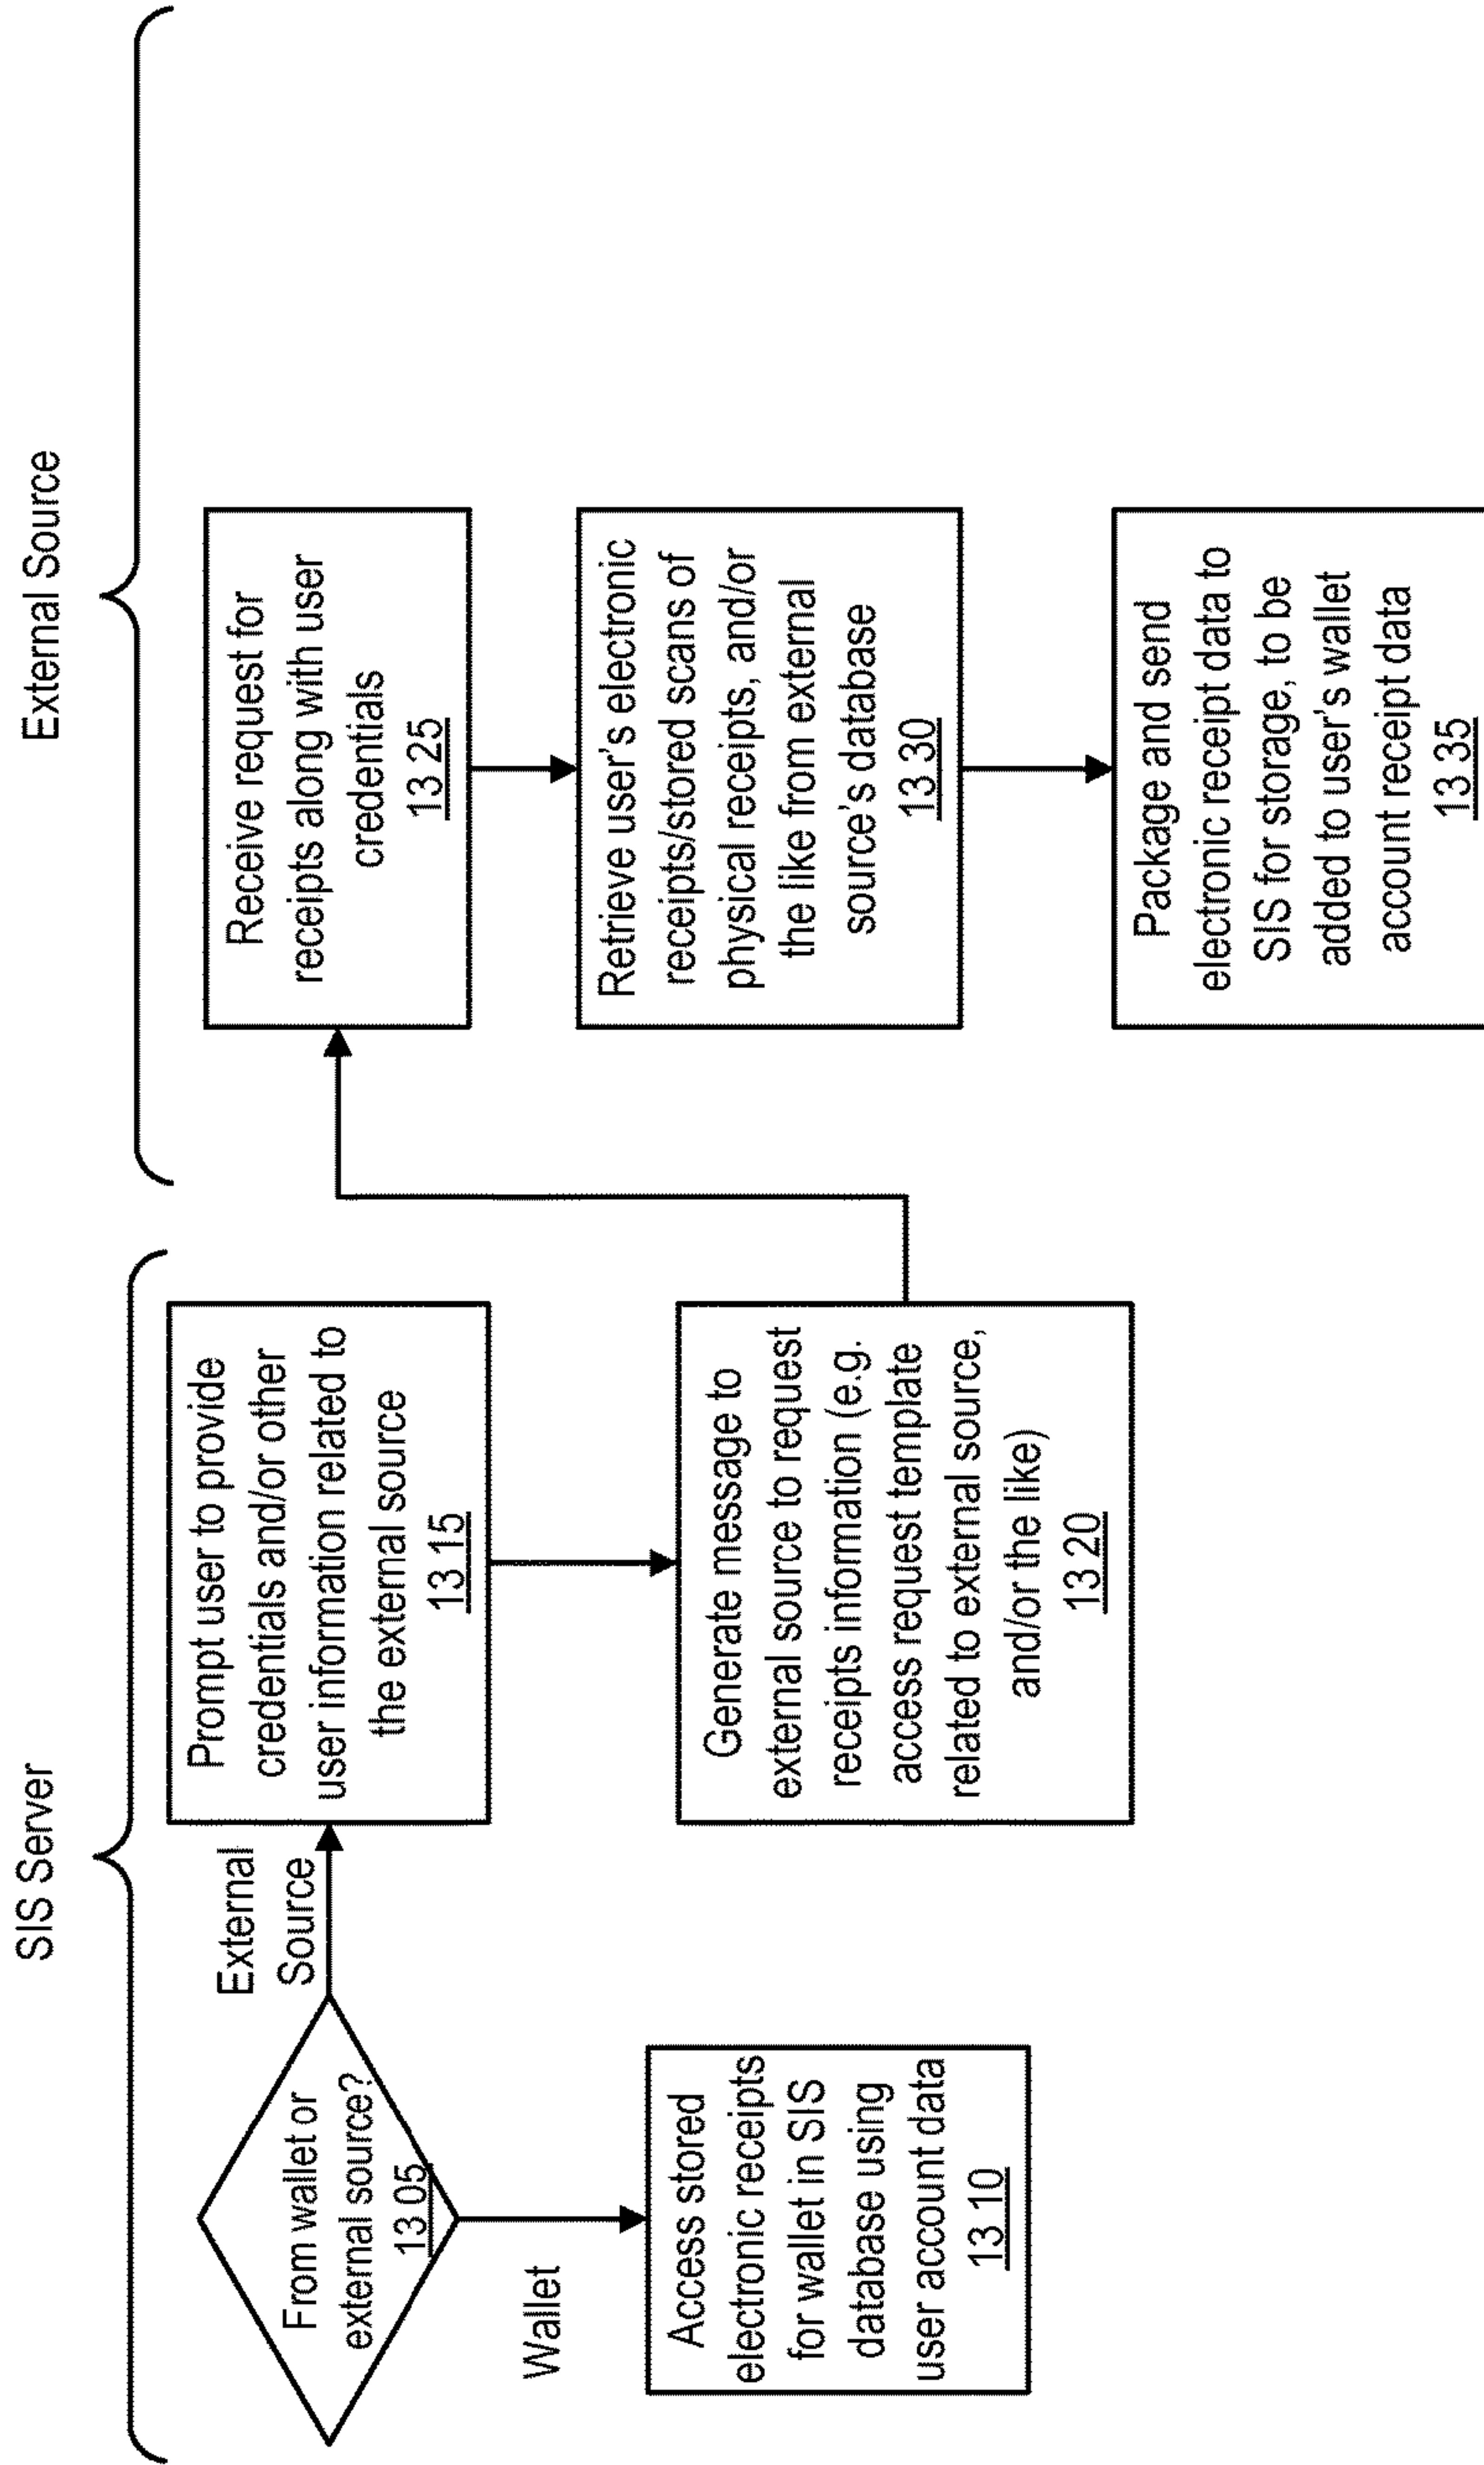 SIS Server
From wallet or
external source?
13 05
External
Source
Wallet
Access stored
electronic receipts
for wallet in SIS
database using
user account data
13 10
Prompt user to provide
credentials and/or other
user information related to
the external source
13 15
Generate message to
external source to request
receipts information (e.g.
access request template
related to external source,
and/or the like)
13 20
External Source
Receive request for
receipts along with user
credentials
13 25
Retrieve user's electronic
receipts/stored scans of
physical receipts, and/or
the like from external
source's database
13 30
Package and send
electronic receipt data to
SIS for storage, to be
added to user's wallet
account receipt data
13 35